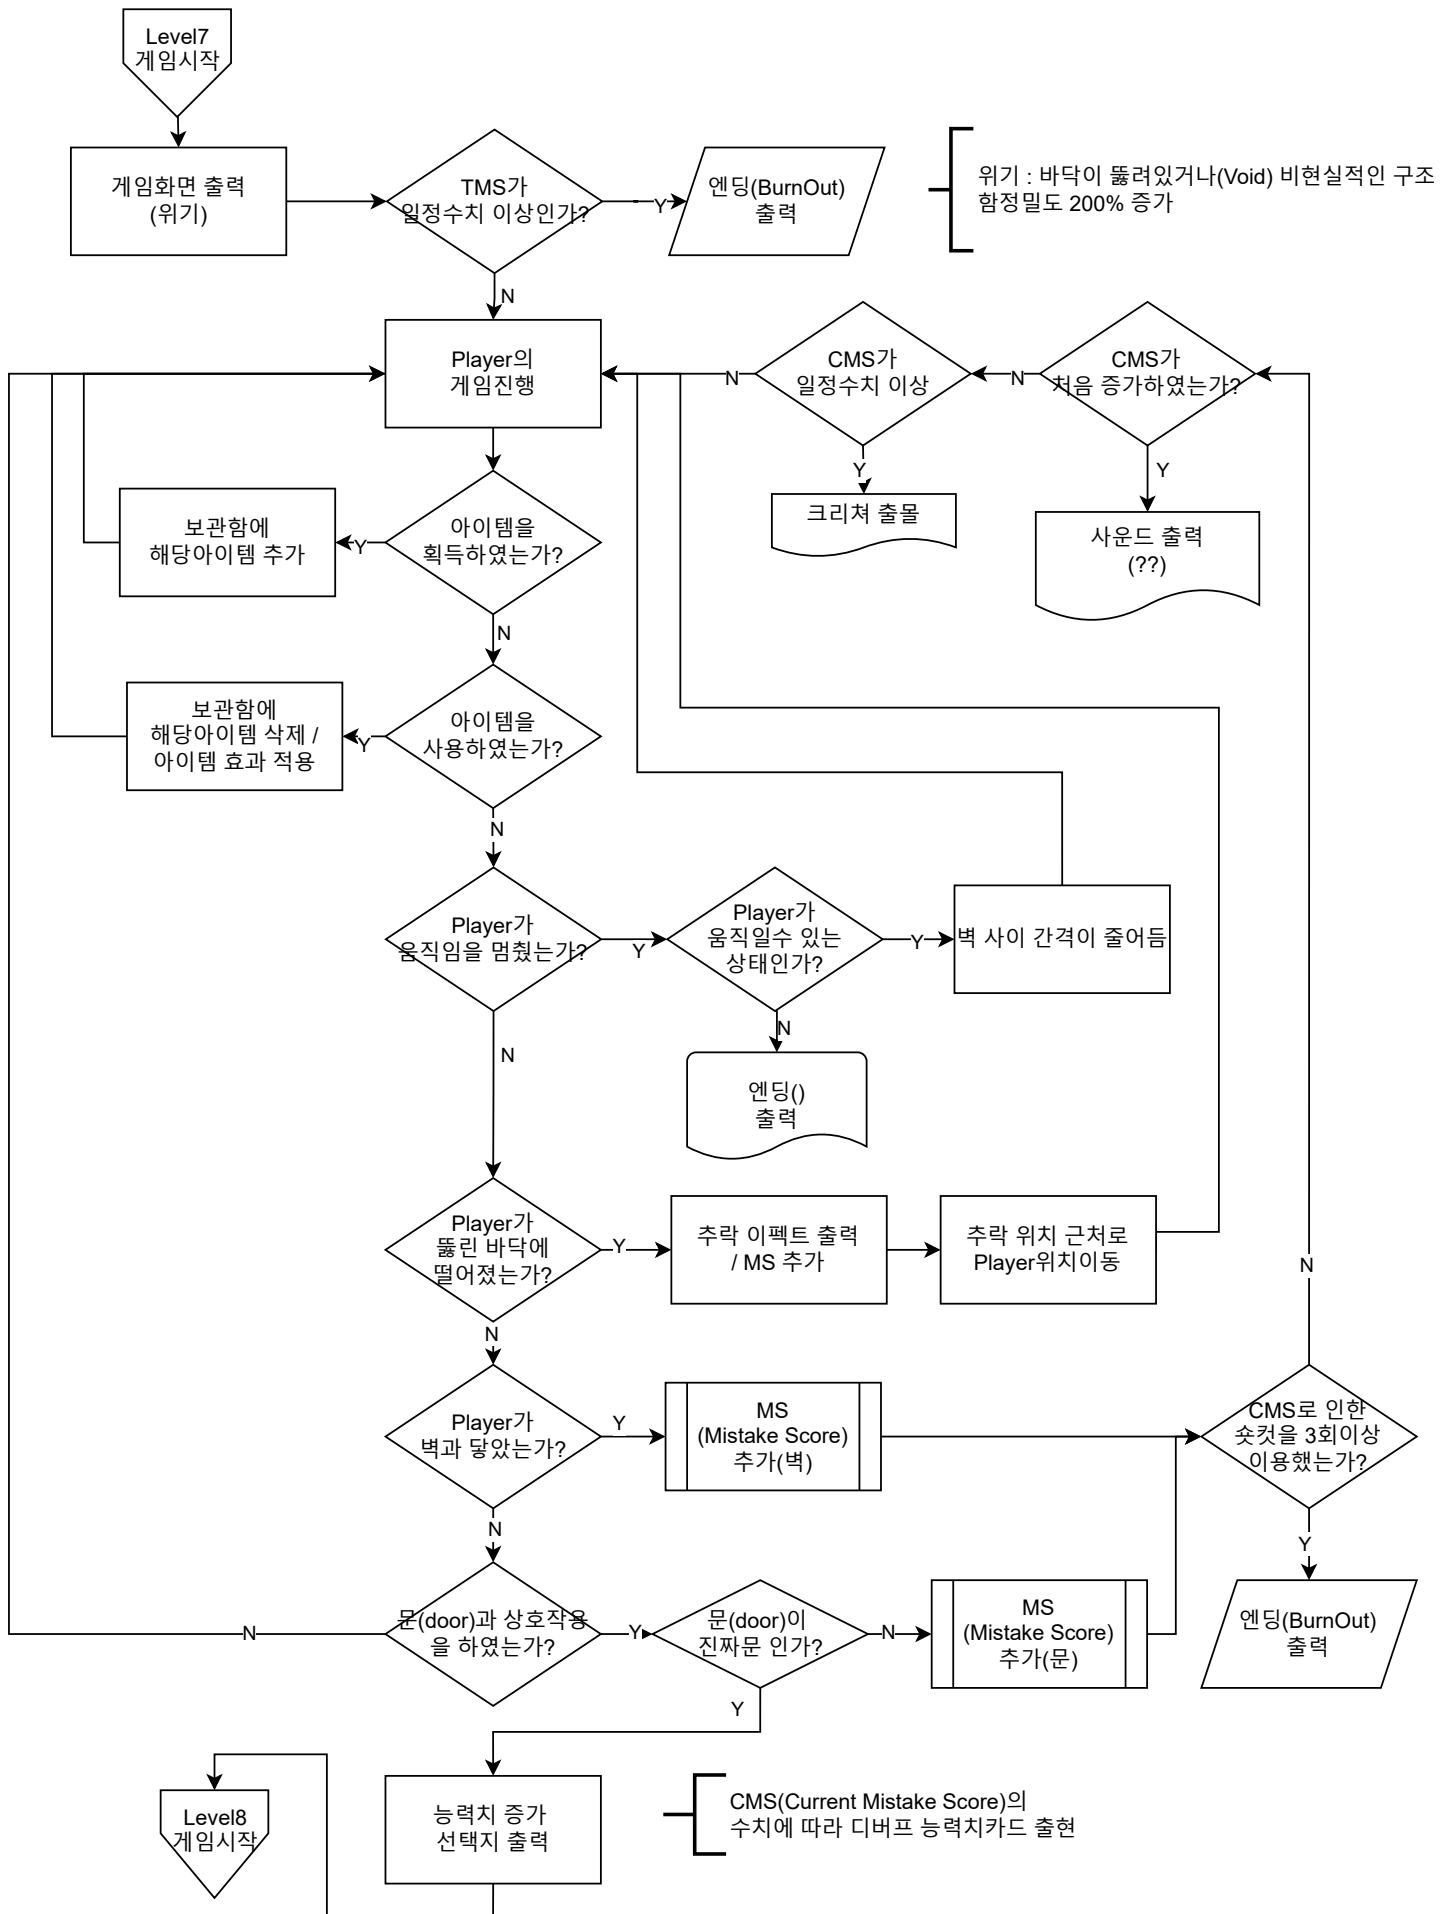 Level7
게임시작
게임화면 출력
(위기)
TMS가
일정수치 이상인가?
Y
엔딩(BurnOut)
출력
위기 : 바닥이 뚫려있거나(Void) 비현실적인 구조
함정밀도 200% 증가
N
Player의
게임진행
N
CMS가
일정수치 이상
N
CMS가
처음 증가하였는가?
Y
크리쳐 출몰
Y
사운드 출력
(??)
보관함에
해당아이템 추가
Y
아이템을
획득하였는가?
N
보관함에
해당아이템 삭제 /
아이템 효과 적용
Y
아이템을
사용하였는가?
N
Player가
움직임을 멈췄는가?
Y
Player가
움직일수 있는
상태인가?
Y
벽 사이 간격이 줄어듬
N
엔딩()
출력
N
Player가
뚫린 바닥에
떨어졌는가?
Y
추락 이펙트 출력
/ MS 추가
추락 위치 근처로
Player위치이동
N
N
Player가
벽과 닿았는가?
Y
MS
(Mistake Score)
추가(벽)
CMS로 인한
숏컷을 3회이상
이용했는가?
N
Y
N
문(door)과 상호작용
을 하였는가?
Y
문(door)이
진짜문 인가?
N
MS
(Mistake Score)
추가(문)
엔딩(BurnOut)
출력
Y
Level8
게임시작
능력치 증가
선택지 출력
CMS(Current Mistake Score)의
수치에 따라 디버프 능력치카드 출현